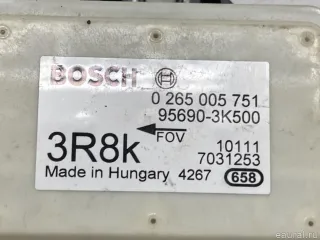 BOSCH
0 265 005 751
95690-3K500
FOV
3R8k
10111
7031253
Made in Hungary 4267 658